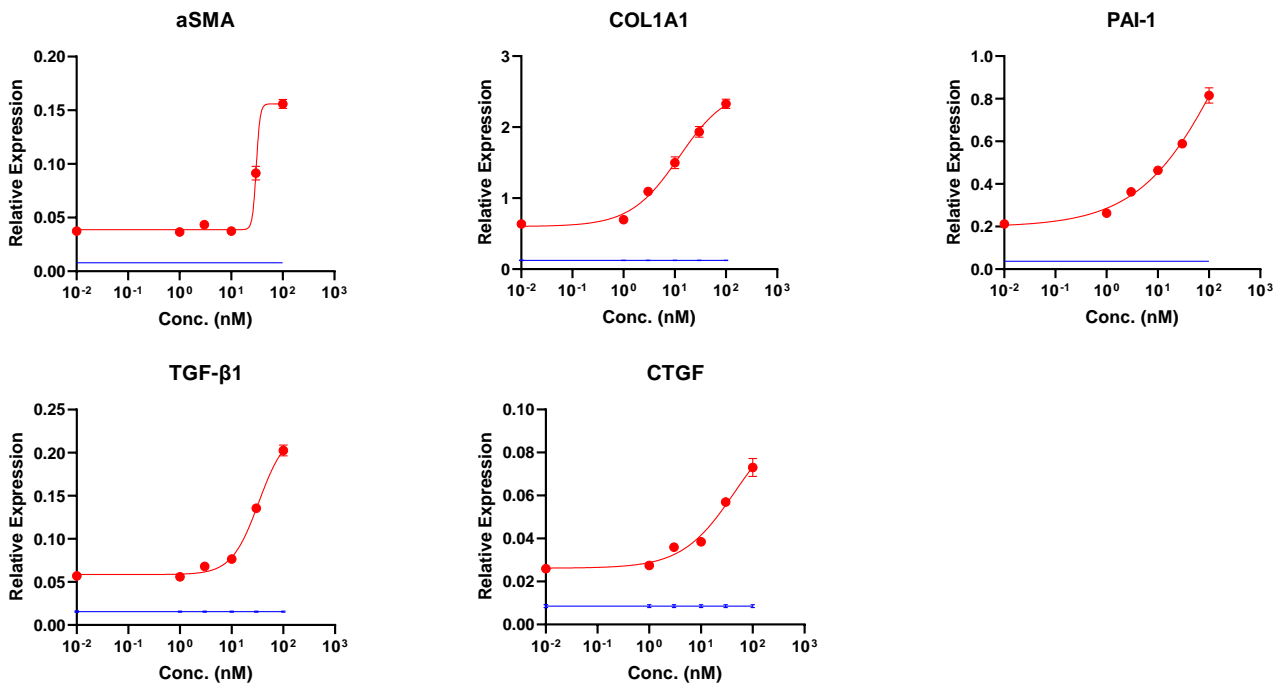 aSMA
Relative Expression
0.20
0.15
0.10
0.05
0.00
10⁻² 10⁻¹ 10⁰ 10¹ 10² 10³
Conc. (nM)
COL1A1
Relative Expression
3
2
1
0
10⁻² 10⁻¹ 10⁰ 10¹ 10² 10³
Conc. (nM)
PAI-1
Relative Expression
1.0
0.8
0.6
0.4
0.2
0.0
10⁻² 10⁻¹ 10⁰ 10¹ 10² 10³
Conc. (nM)
TGF-β1
Relative Expression
0.25
0.20
0.15
0.10
0.05
0.00
10⁻² 10⁻¹ 10⁰ 10¹ 10² 10³
Conc. (nM)
CTGF
Relative Expression
0.10
0.08
0.06
0.04
0.02
0.00
10⁻² 10⁻¹ 10⁰ 10¹ 10² 10³
Conc. (nM)